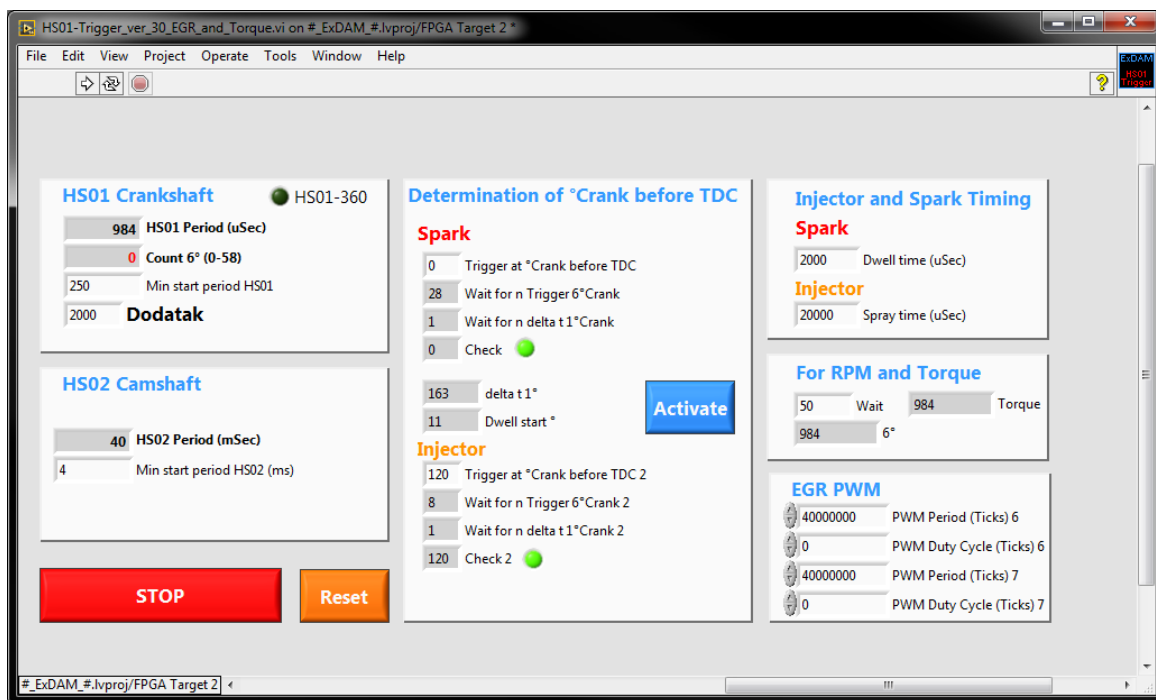 HS01-Trigger_ver_30_EGR_and_Torque.vi on #_ExDAM_#.lvproj/FPGA Target 2 *
File Edit View Project Operate Tools Window Help
?
ExDAM
HS01
Trigger
HS01 Crankshaft
HS01-360
984 HS01 Period (uSec)
0 Count 6° (0-58)
250 Min start period HS01
2000 Dodatak
HS02 Camshaft
40 HS02 Period (mSec)
4 Min start period HS02 (ms)
STOP
Reset
Determination of °Crank before TDC
Spark
0 Trigger at °Crank before TDC
28 Wait for n Trigger 6°Crank
1 Wait for n delta t 1°Crank
0 Check
163 delta t 1°
11 Dwell start °
Activate
Injector
120 Trigger at °Crank before TDC 2
8 Wait for n Trigger 6°Crank 2
1 Wait for n delta t 1°Crank 2
120 Check 2
Injector and Spark Timing
Spark
2000 Dwell time (uSec)
Injector
20000 Spray time (uSec)
For RPM and Torque
50 Wait 984 Torque
984 6°
EGR PWM
40000000 PWM Period (Ticks) 6
0 PWM Duty Cycle (Ticks) 6
40000000 PWM Period (Ticks) 7
0 PWM Duty Cycle (Ticks) 7
#_ExDAM_#.lvproj/FPGA Target 2